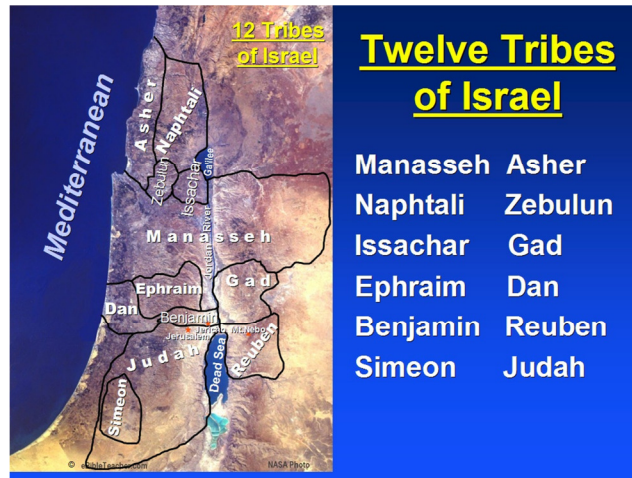 12 Tribes
of Israel
Mediterranean
Asher
Naphtali
Zebulun
Issachar
Galilee
Jordan River
Manasseh
Ephraim
Gad
Dan
Benjamin
Jericho
Mt.Nebo
Jerusalem
Judah
Dead Sea
Reuben
Simeon
© eBibleTeacher.com
NASA Photo
Twelve Tribes
of Israel
Manasseh Asher
Naphtali Zebulun
Issachar Gad
Ephraim Dan
Benjamin Reuben
Simeon Judah